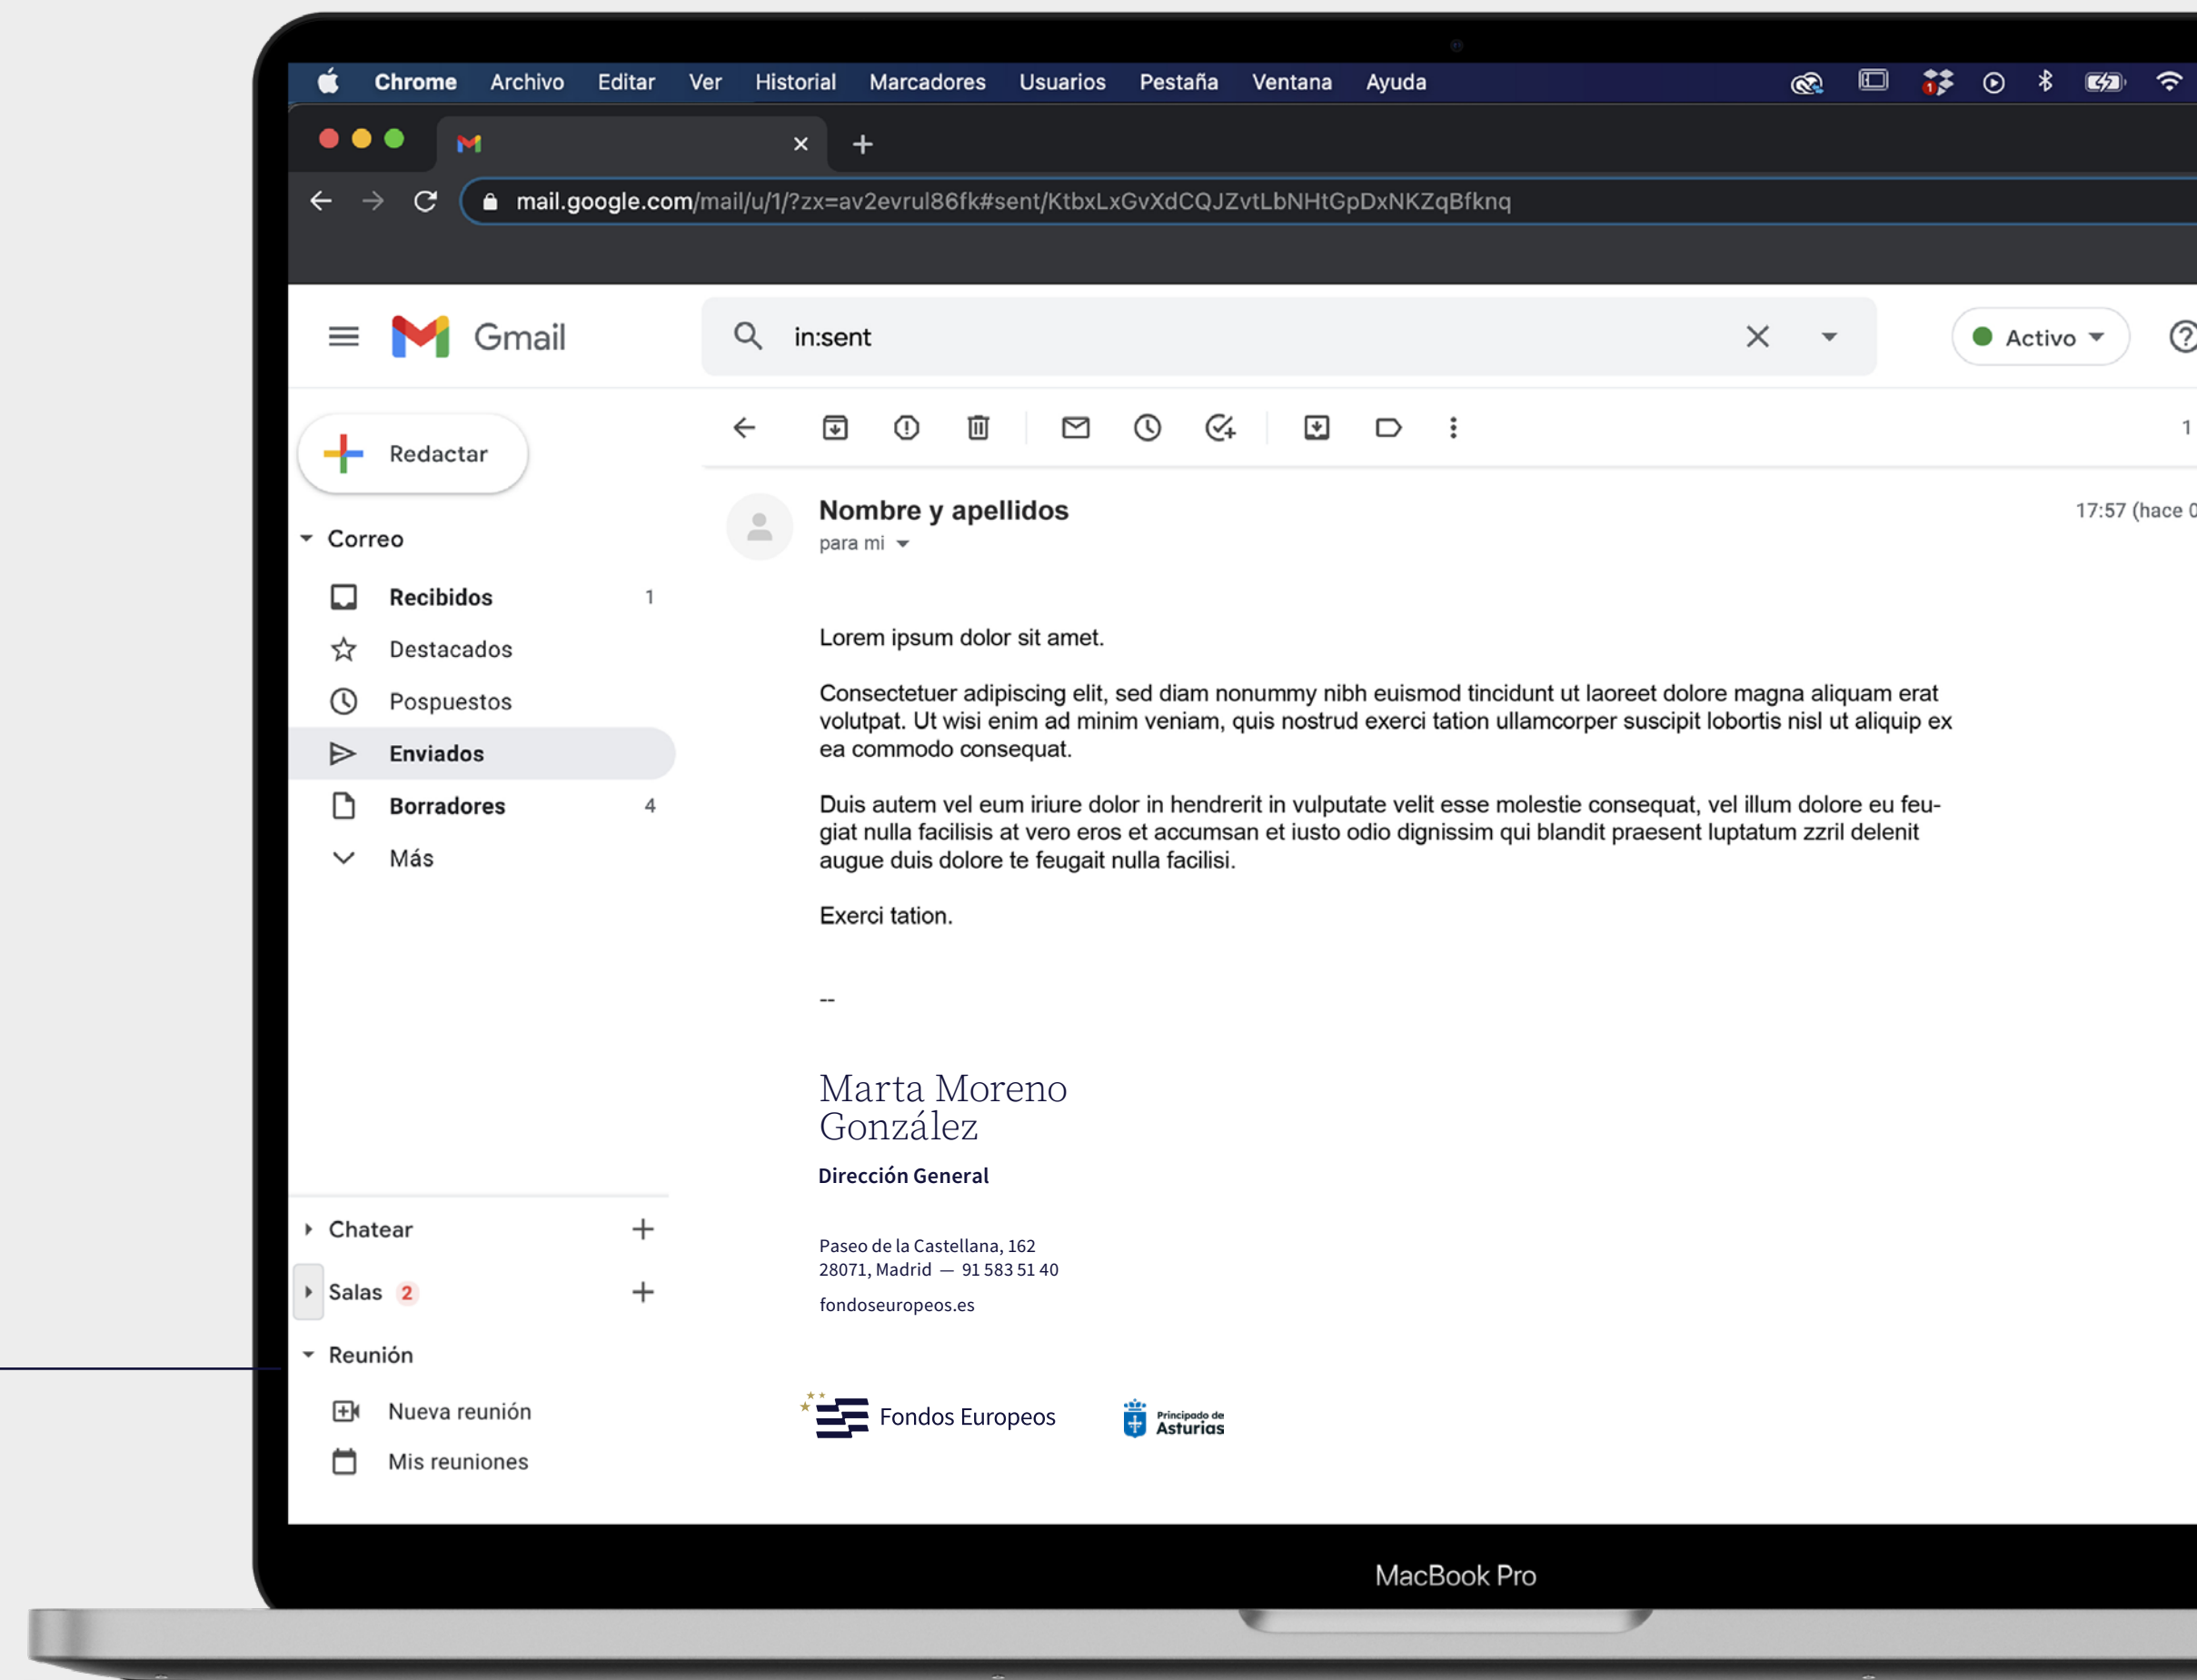 Chrome Archivo Editar Ver Historial Marcadores Usuarios Pestaña Ventana Ayuda
1
mail.google.com/mail/u/1/?zx=av2evrul86fk#sent/KtbxLxGvXdCQJZvtLbNHtGpDxNKZqBfknq
Gmail
in:sent
Activo
Redactar
1
Nombre y apellidos
17:57 (hace 0
para mi
Correo
Recibidos 1
Destacados
Pospuestos
Enviados
Borradores 4
Más
Lorem ipsum dolor sit amet.
Consectetuer adipiscing elit, sed diam nonummy nibh euismod tincidunt ut laoreet dolore magna aliquam erat
volutpat. Ut wisi enim ad minim veniam, quis nostrud exerci tation ullamcorper suscipit lobortis nisl ut aliquip ex
ea commodo consequat.
Duis autem vel eum iriure dolor in hendrerit in vulputate velit esse molestie consequat, vel illum dolore eu feu-
giat nulla facilisis at vero eros et accumsan et iusto odio dignissim qui blandit praesent luptatum zzril delenit
augue duis dolore te feugait nulla facilisi.
Exerci tation.
--
Marta Moreno
González
Dirección General
Paseo de la Castellana, 162
28071, Madrid — 91 583 51 40
fondoseuropeos.es
Chatear
Salas 2
Reunión
Nueva reunión
Mis reuniones
Fondos Europeos
Principado de
Asturias
MacBook Pro